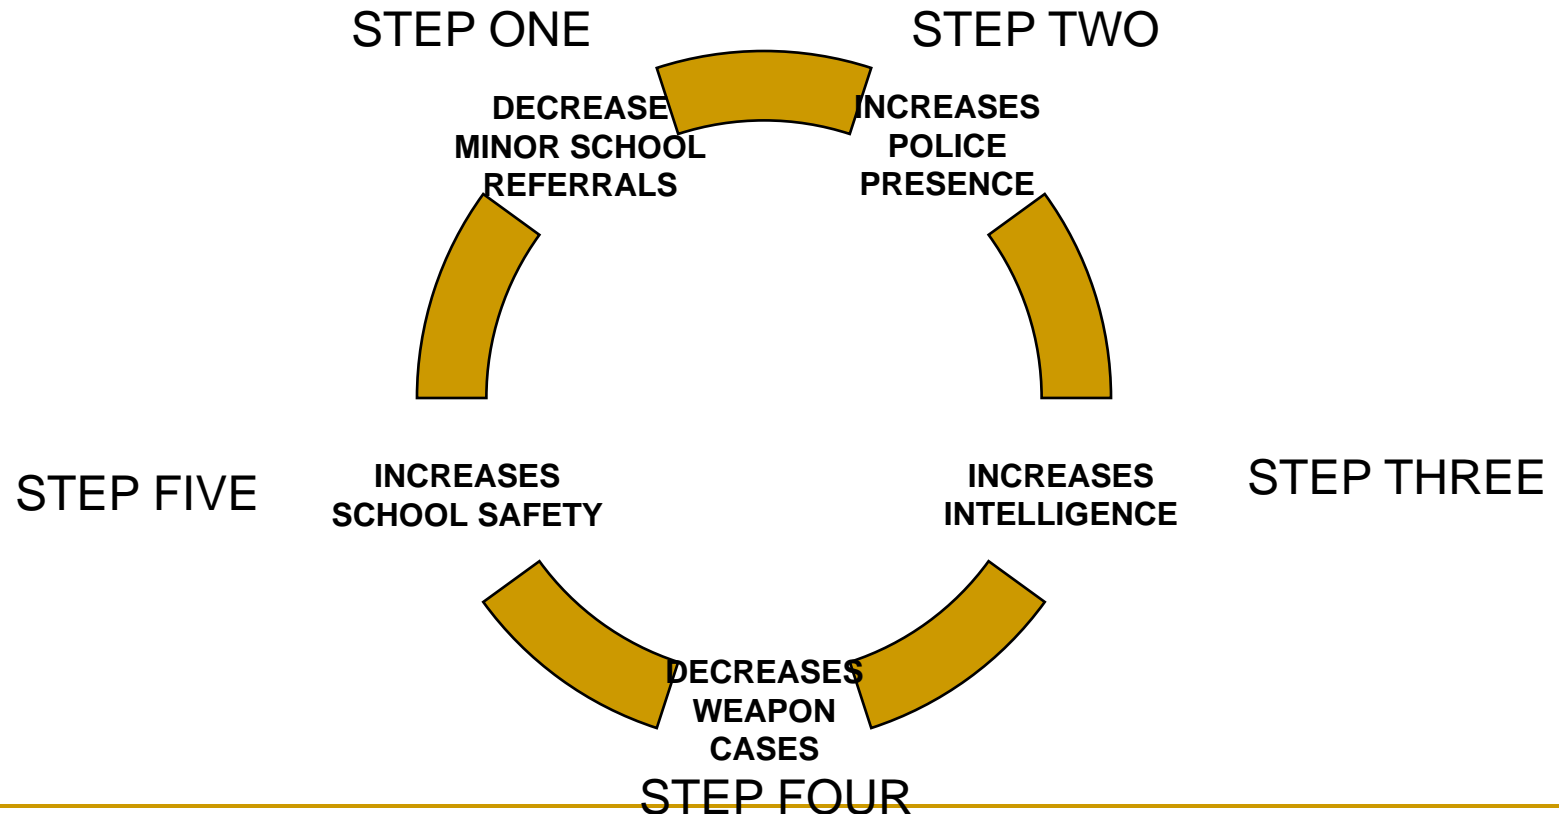 STEP ONE
DECREASE
MINOR SCHOOL
REFERRALS
STEP TWO
INCREASES
POLICE
PRESENCE
STEP THREE
INCREASES
INTELLIGENCE
DECREASES
WEAPON
CASES
STEP FOUR
STEP FIVE
INCREASES
SCHOOL SAFETY